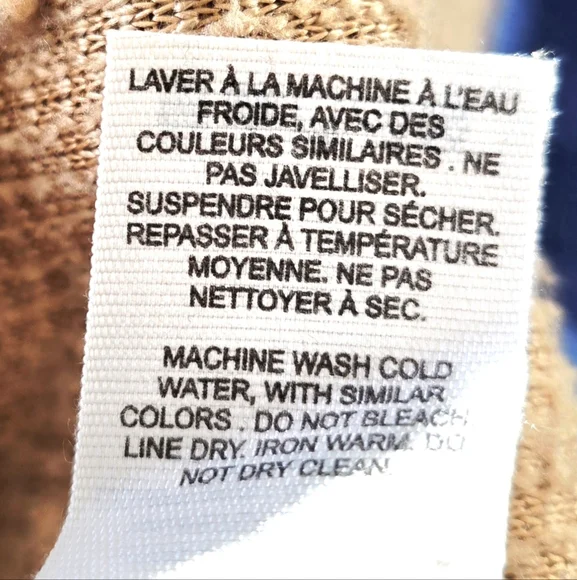 LAVER À LA MACHINE À L'EAU
FROIDE, AVEC DES
COULEURS SIMILAIRES . NE
PAS JAVELLISER.
SUSPENDRE POUR SÉCHER.
REPASSER À TEMPÉRATURE
MOYENNE. NE PAS
NETTOYER À SEC.
MACHINE WASH COLD
WATER, WITH SIMILAR
COLORS . DO NOT BLEACH
LINE DRY. IRON WARM. DO
NOT DRY CLEAN